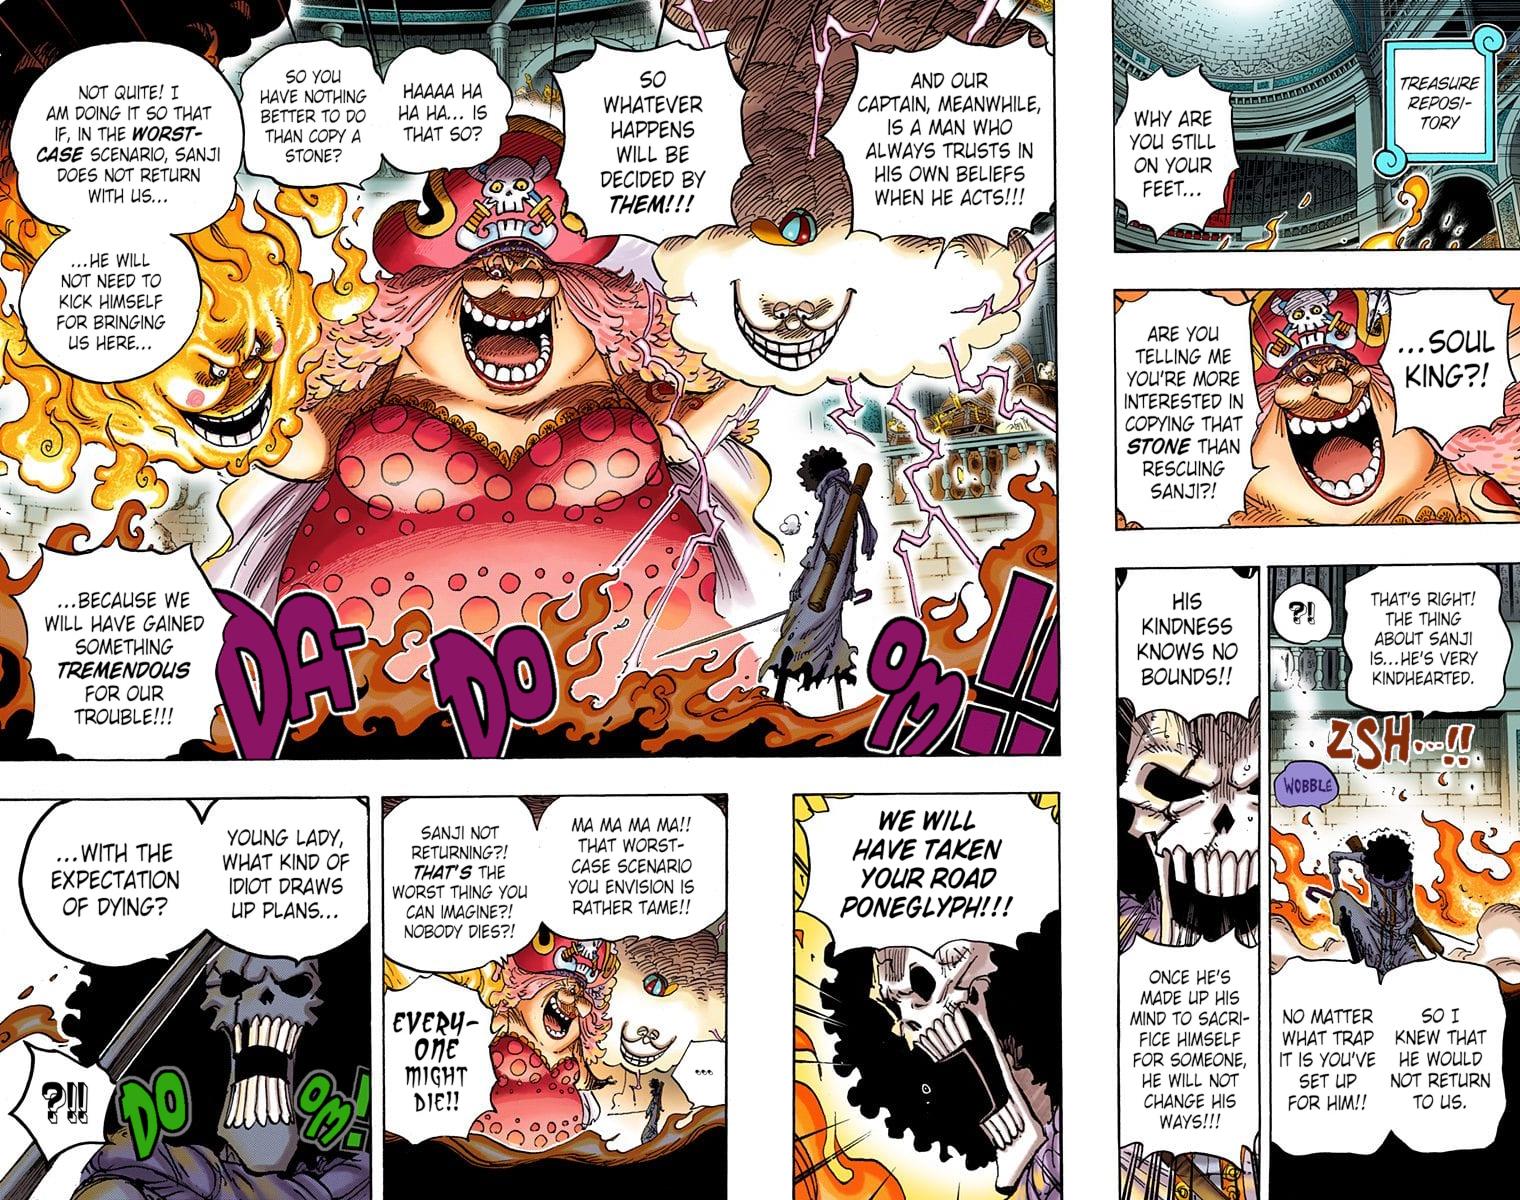 TREASURE
REPOSI-
TORY
WHY ARE
YOU STILL
ON YOUR
FEET...
...SOUL
KING?!
ARE YOU
TELLING ME
YOU'RE MORE
INTERESTED IN
COPYING THAT
STONE THAN
RESCUING
SANJI?!
THAT'S RIGHT!
THE THING
ABOUT SANJI
IS...HE'S VERY
KINDHEARTED.
?!
ZSH...!!
WOBBLE
SO I
KNEW THAT
HE WOULD
NOT RETURN
TO US.
NO MATTER
WHAT TRAP
IT IS YOU'VE
SET UP
FOR HIM!!
HIS
KINDNESS
KNOWS NO
BOUNDS!!
ONCE HE'S
MADE UP HIS
MIND TO SACRI-
FICE HIMSELF
FOR SOMEONE,
HE WILL NOT
CHANGE HIS
WAYS!!!
AND OUR
CAPTAIN, MEANWHILE,
IS A MAN WHO
ALWAYS TRUSTS IN
HIS OWN BELIEFS
WHEN HE ACTS!!!
SO
WHATEVER
HAPPENS
WILL BE
DECIDED BY
THEM!!!
HAAAA HA
HA HA... IS
THAT SO?
SO YOU
HAVE NOTHING
BETTER TO DO
THAN COPY A
STONE?
NOT QUITE! I
AM DOING IT SO THAT
IF, IN THE WORST-
CASE SCENARIO, SANJI
DOES NOT RETURN
WITH US...
...HE WILL
NOT NEED TO
KICK HIMSELF
FOR BRINGING
US HERE...
...BECAUSE WE
WILL HAVE GAINED
SOMETHING
TREMENDOUS
FOR OUR
TROUBLE!!!
DA-
DO
OM!!!
WE WILL
HAVE TAKEN
YOUR ROAD
PONEGLYPH!!!
MA MA MA MA!!
THAT WORST-
CASE SCENARIO
YOU ENVISION IS
RATHER TAME!!
SANJI NOT
RETURNING?!
THAT'S THE
WORST THING YOU
CAN IMAGINE?!
NOBODY DIES?!
EVERY-
ONE
MIGHT
DIE!!
...
YOUNG LADY,
WHAT KIND OF
IDIOT DRAWS
UP PLANS...
...WITH THE
EXPECTATION
OF DYING?
?!!
DO
OM!